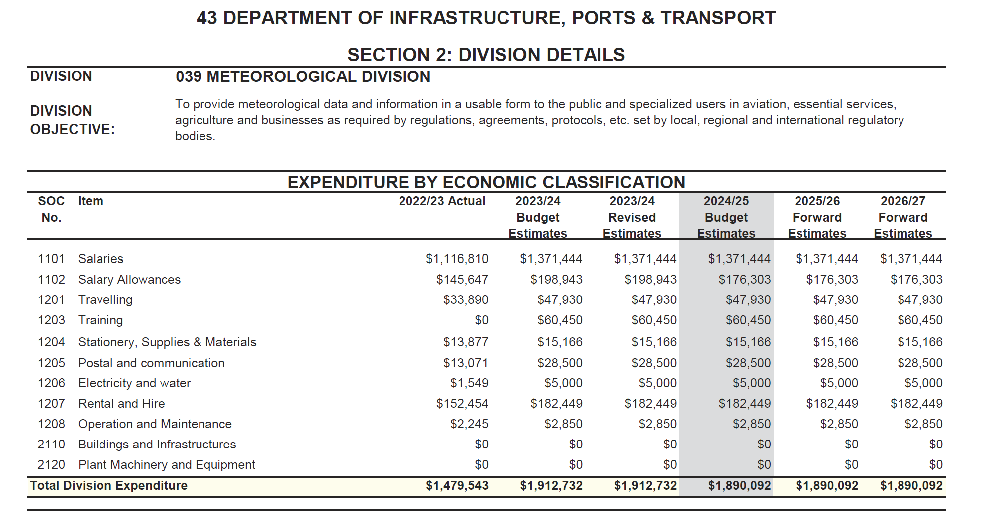 43 DEPARTMENT OF INFRASTRUCTURE, PORTS & TRANSPORT
SECTION 2: DIVISION DETAILS
DIVISION 039 METEOROLOGICAL DIVISION
DIVISION OBJECTIVE:
To provide meteorological data and information in a usable form to the public and specialized users in aviation, essential services,
agriculture and businesses as required by regulations, agreements, protocols, etc. set by local, regional and international regulatory
bodies.
EXPENDITURE BY ECONOMIC CLASSIFICATION
SOC Item 2022/23 Actual 2023/24 2023/24 2024/25 2025/26 2026/27
No. Budget Revised Budget Forward Forward
Estimates Estimates Estimates Estimates Estimates
1101 Salaries $1,116,810 $1,371,444 $1,371,444 $1,371,444 $1,371,444 $1,371,444
1102 Salary Allowances $145,647 $198,943 $198,943 $176,303 $176,303 $176,303
1201 Travelling $33,890 $47,930 $47,930 $47,930 $47,930 $47,930
1203 Training $0 $60,450 $60,450 $60,450 $60,450 $60,450
1204 Stationery, Supplies & Materials $13,877 $15,166 $15,166 $15,166 $15,166 $15,166
1205 Postal and communication $13,071 $28,500 $28,500 $28,500 $28,500 $28,500
1206 Electricity and water $1,549 $5,000 $5,000 $5,000 $5,000 $5,000
1207 Rental and Hire $152,454 $182,449 $182,449 $182,449 $182,449 $182,449
1208 Operation and Maintenance $2,245 $2,850 $2,850 $2,850 $2,850 $2,850
2110 Buildings and Infrastructures $0 $0 $0 $0 $0 $0
2120 Plant Machinery and Equipment $0 $0 $0 $0 $0 $0
Total Division Expenditure $1,479,543 $1,912,732 $1,912,732 $1,890,092 $1,890,092 $1,890,092